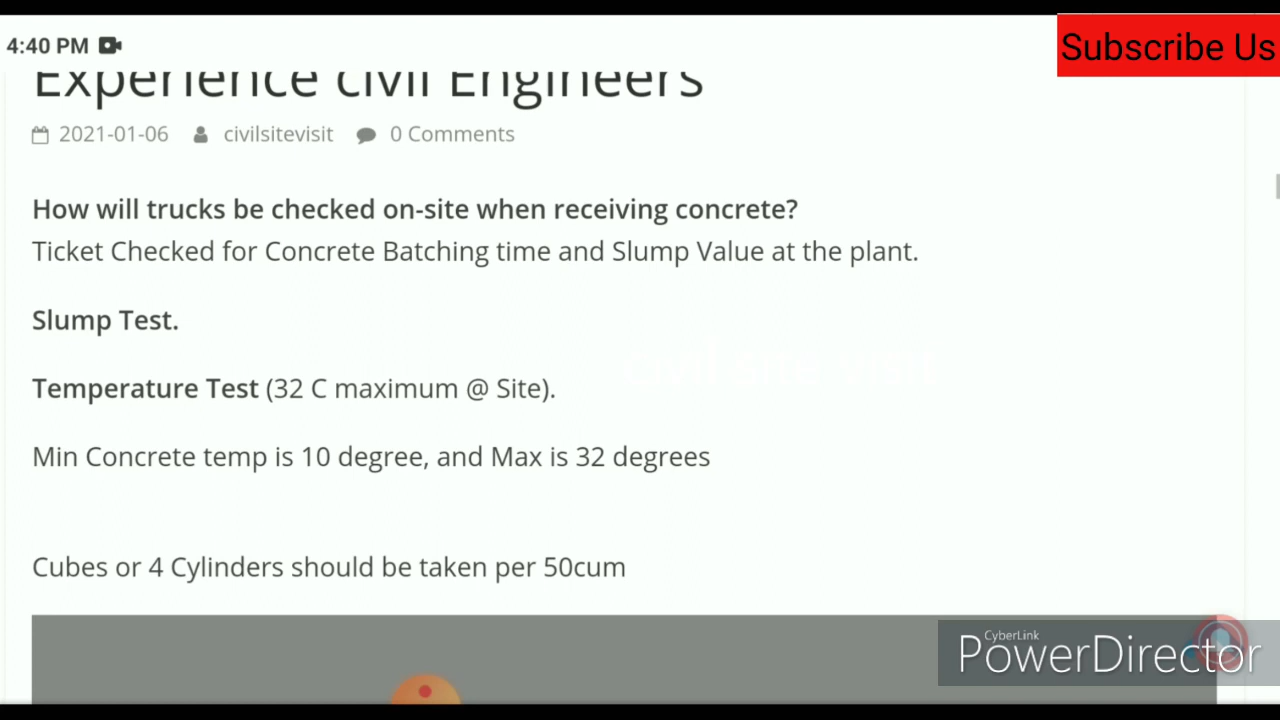 4:40 PM
Subscribe Us
Experience civil Engineers
2021-01-06 civilsitevisit 0 Comments
How will trucks be checked on-site when receiving concrete?
Ticket Checked for Concrete Batching time and Slump Value at the plant.
Slump Test.
civil site visit
Temperature Test (32 C maximum @ Site).
Min Concrete temp is 10 degree, and Max is 32 degrees
Cubes or 4 Cylinders should be taken per 50cum
CyberLink
PowerDirector